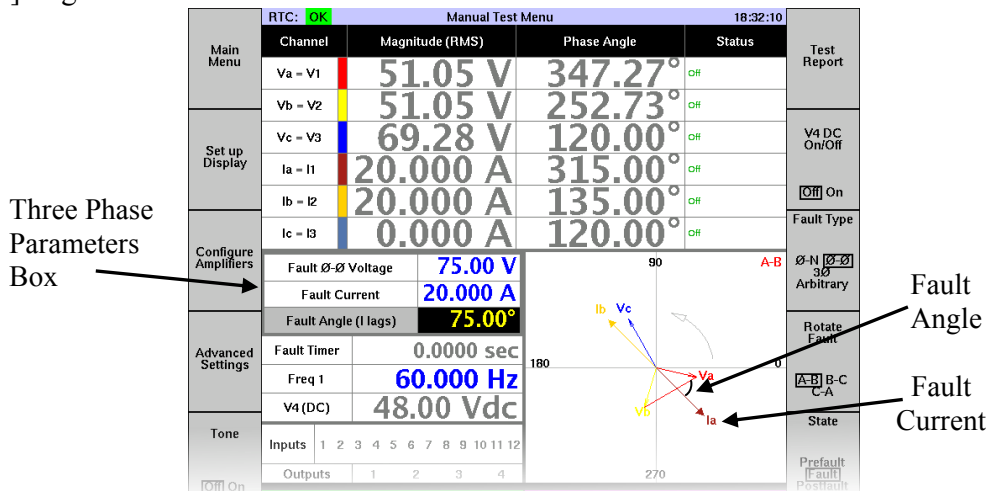 RTC: OK Manual Test Menu 18:32:10
Channel Magnitude (RMS) Phase Angle Status
Va = V1 51.05 V 347.27° Off
Vb = V2 51.05 V 252.73° Off
Vc = V3 69.28 V 120.00° Off
Ia = I1 20.000 A 315.00° Off
Ib = I2 20.000 A 135.00° Off
Ic = I3 0.000 A 120.00° Off
Main
Menu
Set up
Display
Configure
Amplifiers
Advanced
Settings
Tone
Off On
Three Phase
Parameters
Box
Fault Ø-Ø Voltage 75.00 V
Fault Current 20.000 A
Fault Angle (I lags) 75.00°
Fault Timer 0.0000 sec
Freq 1 60.000 Hz
V4 (DC) 48.00 Vdc
Inputs 1 2 3 4 5 6 7 8 9 10 11 12
Outputs 1 2 3 4
90 A-B
Ib Vc
180 0
Va
Vb
Ia
270
Test
Report
V4 DC
On/Off
Off On
Fault Type
Ø-N Ø-Ø
3Ø
Arbitrary
Rotate
Fault
A-B B-C
C-A
State
Prefault
Fault
Postfault
Fault
Angle
Fault
Current